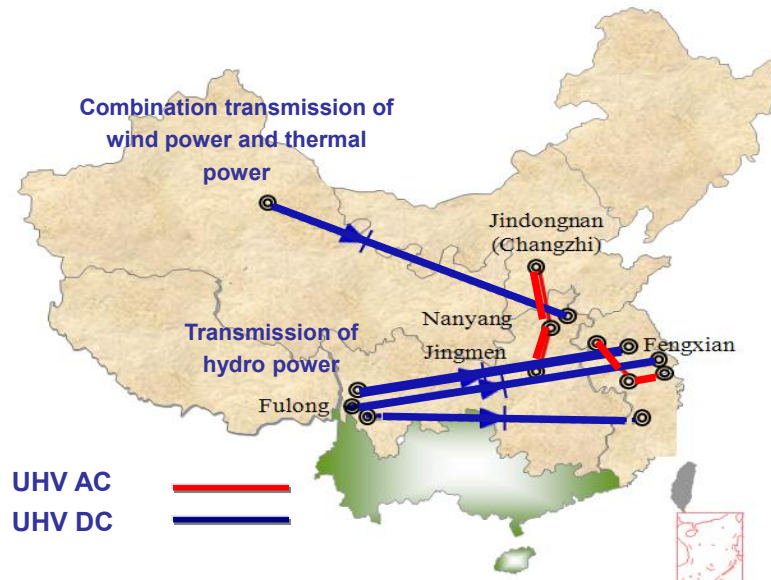 Combination transmission of
wind power and thermal
power
Jindongnan
(Changzhi)
Nanyang
Transmission of
hydro power
Jingmen
Fengxian
Fulong
UHV AC
UHV DC